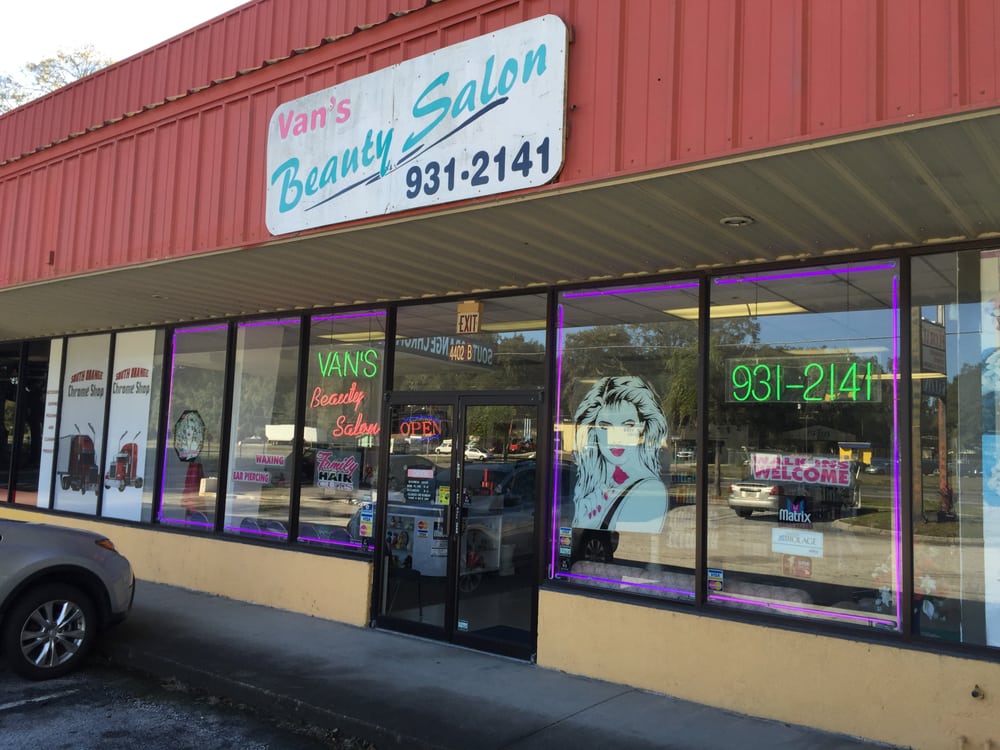 Van's
Beauty Salon
931-2141
EXIT
4402 B
SOUTH ORANGE
Chrome Shop
SOUTH ORANGE
Chrome Shop
VAN'S
Beauty
Salon
OPEN
WAXING
EAR PIERCING
Family
HAIR
931-2141
WALK-INS
WELCOME
Matrix
BIOLAGE